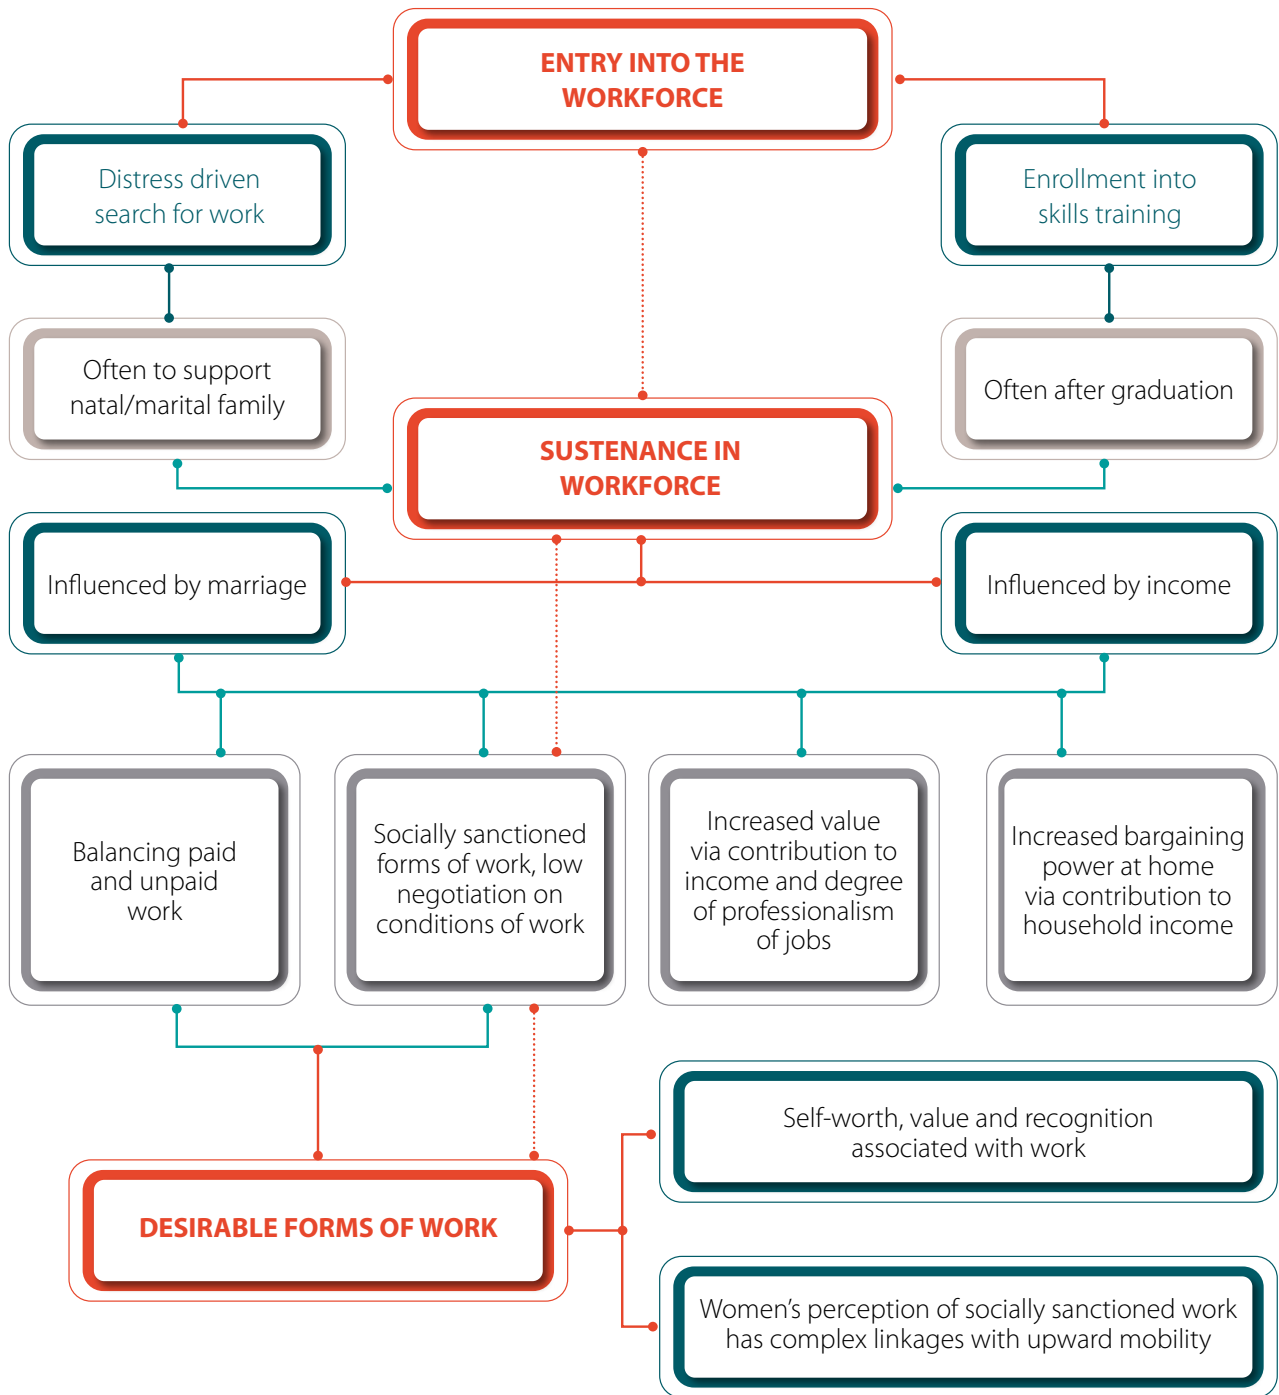 ENTRY INTO THE
WORKFORCE
Distress driven
search for work
Enrollment into
skills training
Often to support
natal/marital family
Often after graduation
SUSTENANCE IN
WORKFORCE
Influenced by marriage
Influenced by income
Balancing paid
and unpaid
work
Socially sanctioned
forms of work, low
negotiation on
conditions of work
Increased value
via contribution to
income and degree
of professionalism
of jobs
Increased bargaining
power at home
via contribution to
household income
Self-worth, value and recognition
associated with work
DESIRABLE FORMS OF WORK
Women’s perception of socially sanctioned work
has complex linkages with upward mobility